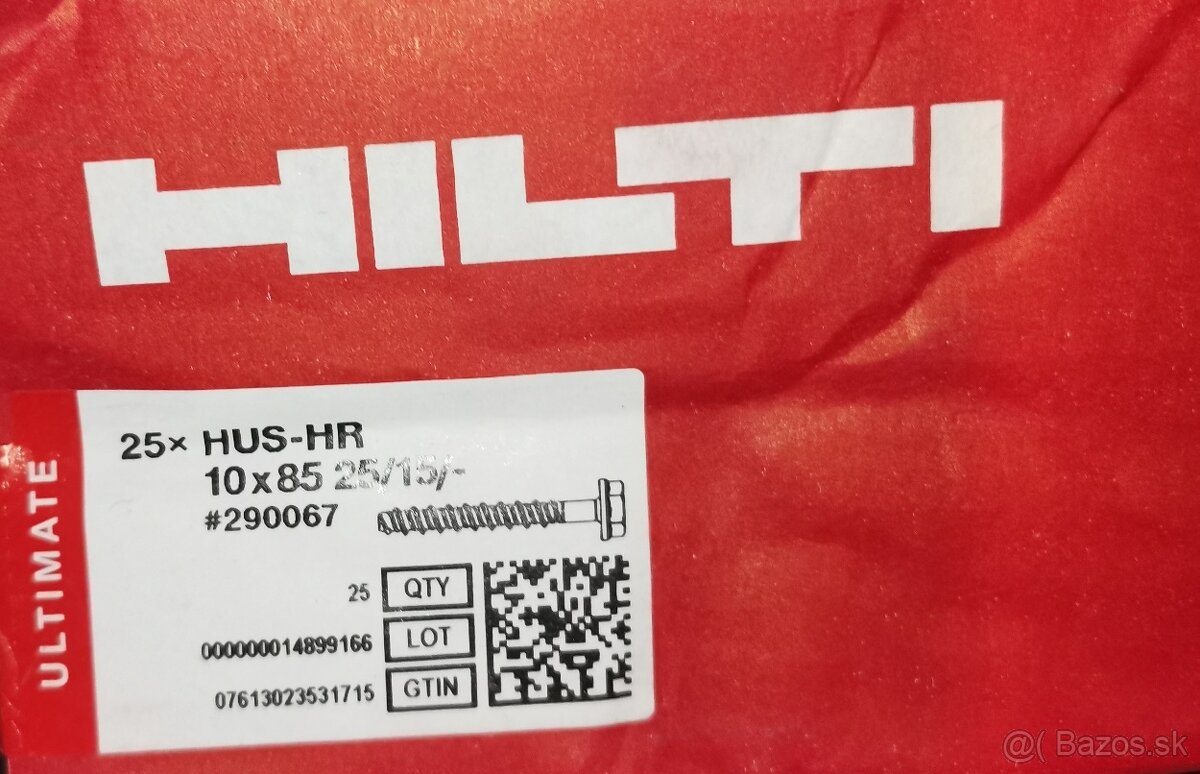 HILTI
ULTIMATE
25× HUS-HR
10x85 25/15/-
#290067
25 QTY
000000014899166 LOT
07613023531715 GTIN
@( Bazos.sk